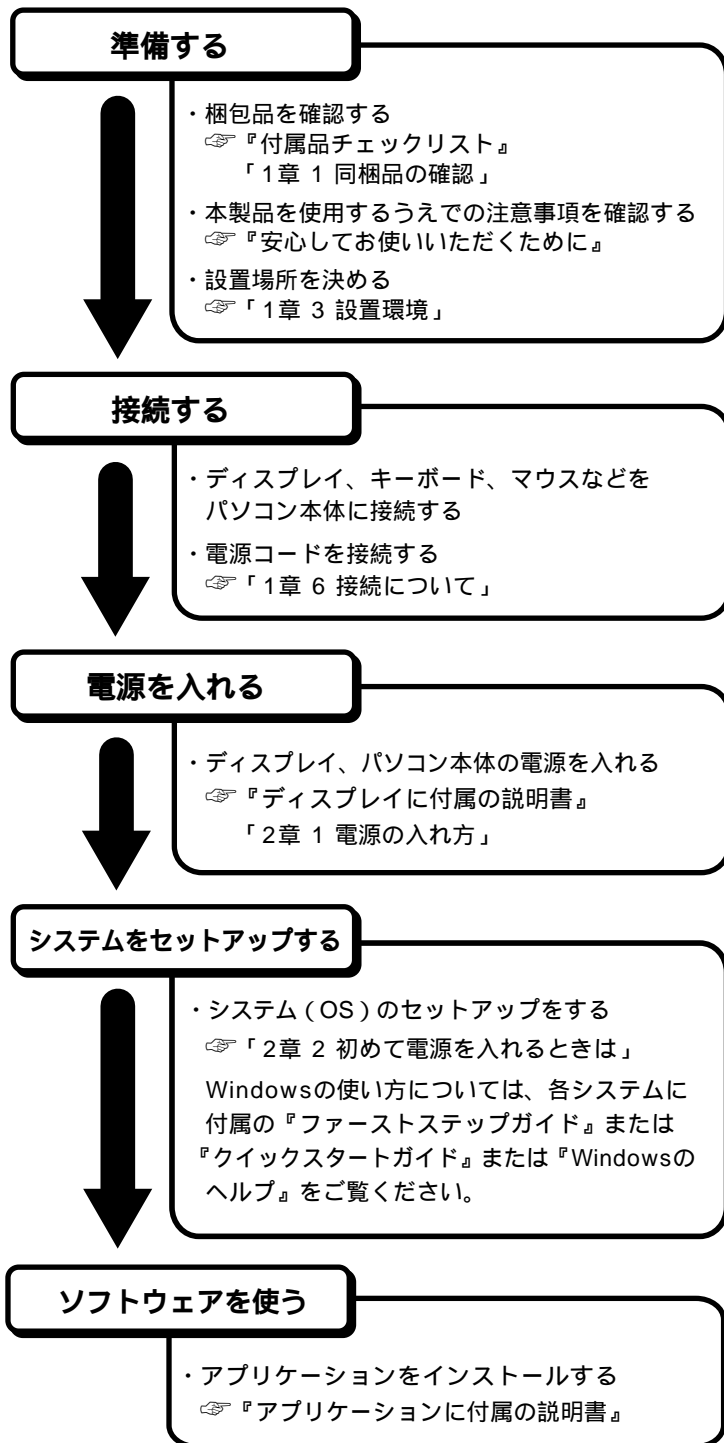 準備する
・梱包品を確認する
☞『付属品チェックリスト』
「1章 1 同梱品の確認」
・本製品を使用するうえでの注意事項を確認する
☞『安心してお使いいただくために』
・設置場所を決める
☞「1章 3 設置環境」
接続する
・ディスプレイ、キーボード、マウスなどを
パソコン本体に接続する
・電源コードを接続する
☞「1章 6 接続について」
電源を入れる
・ディスプレイ、パソコン本体の電源を入れる
☞『ディスプレイに付属の説明書』
「2章 1 電源の入れ方」
システムをセットアップする
・システム(OS)のセットアップをする
☞「2章 2 初めて電源を入れるときは」
Windowsの使い方については、各システムに
付属の『ファーストステップガイド』または
『クイックスタートガイド』または『Windowsの
ヘルプ』をご覧ください。
ソフトウェアを使う
・アプリケーションをインストールする
☞『アプリケーションに付属の説明書』